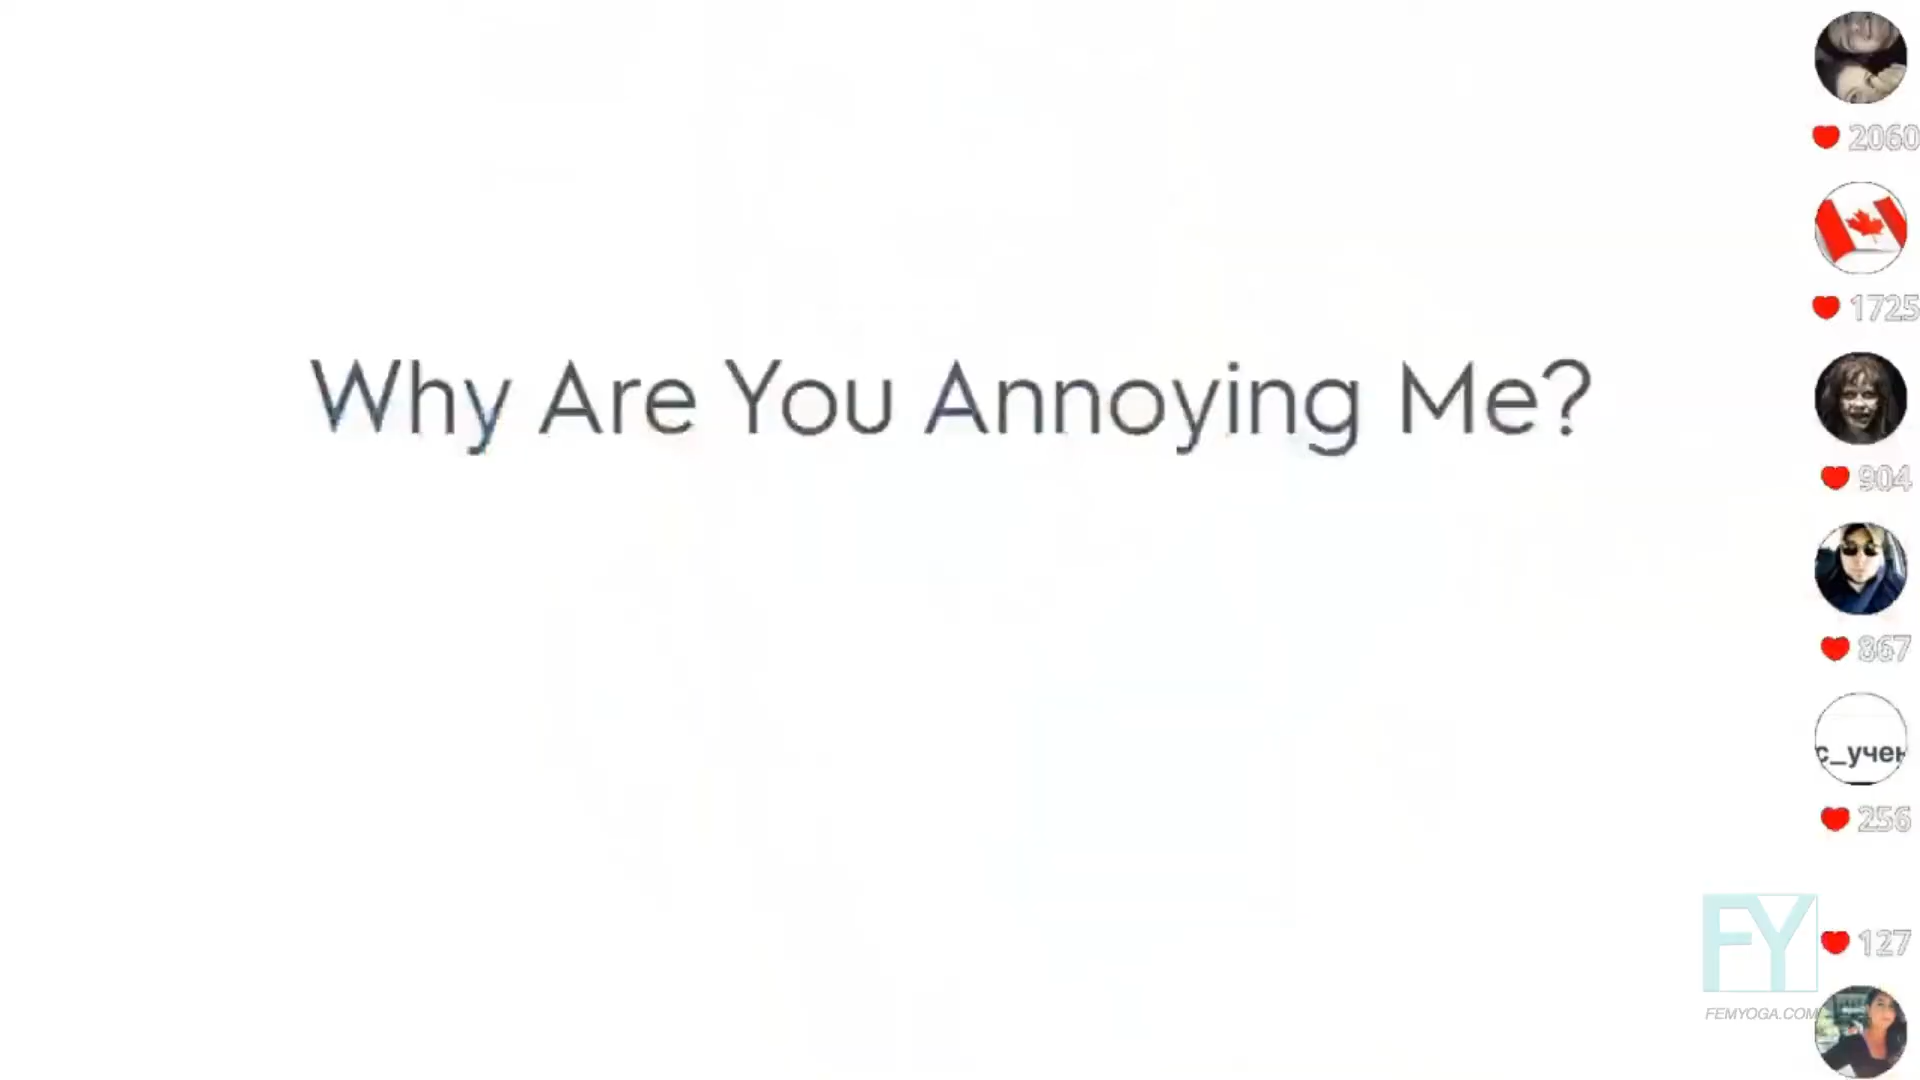 Why Are You Annoying Me?
2060
1725
904
867
с_учен
256
127
FY
FEMYOGA.COM